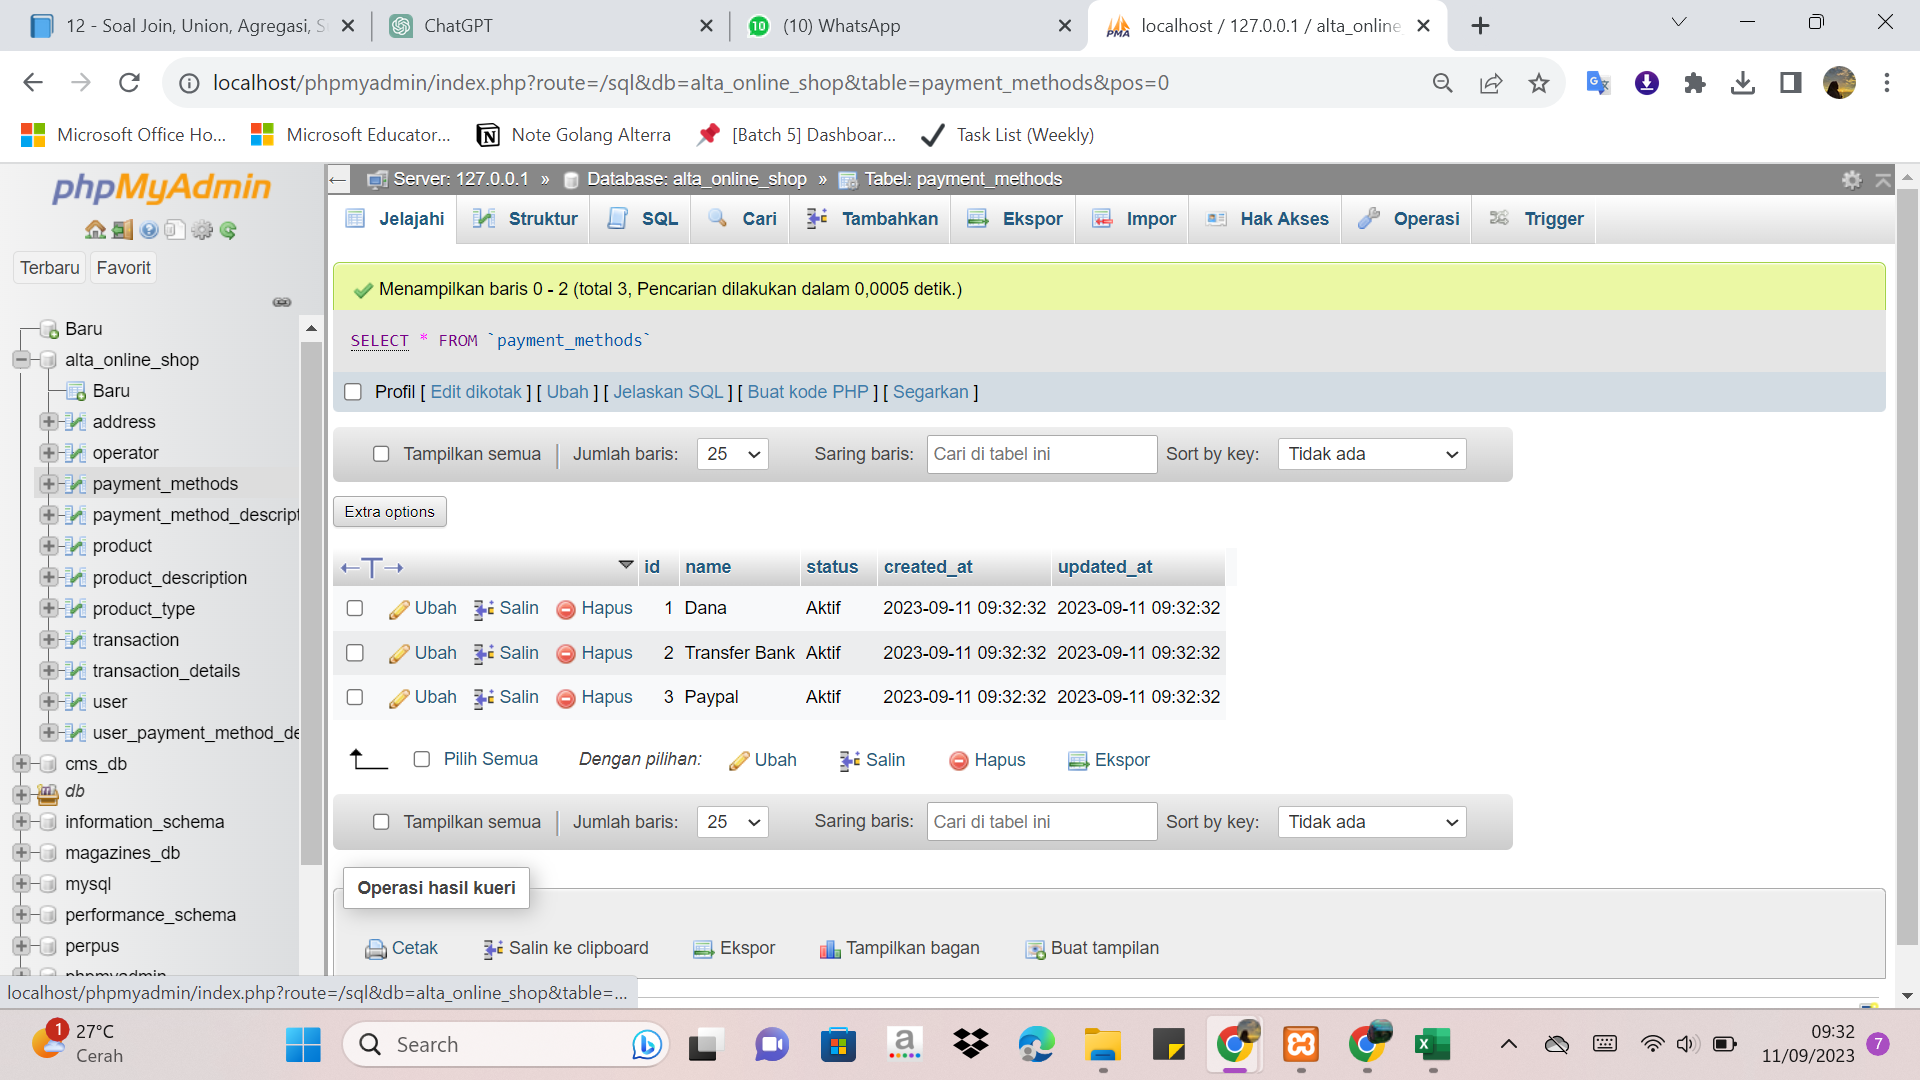 12 - Soal Join, Union, Agregasi, S
ChatGPT
10
(10) WhatsApp
PMA
localhost / 127.0.0.1 / alta_online_
localhost/phpmyadmin/index.php?route=/sql&db=alta_online_shop&table=payment_methods&pos=0
Microsoft Office Ho...
Microsoft Educator...
Note Golang Alterra
[Batch 5] Dashboar...
Task List (Weekly)
phpMyAdmin
Terbaru
Favorit
Baru
alta_online_shop
Baru
address
operator
payment_methods
payment_method_descript
product
product_description
product_type
transaction
transaction_details
user
user_payment_method_de
cms_db
db
information_schema
magazines_db
mysql
performance_schema
perpus
phpmyadmin
localhost/phpmyadmin/index.php?route=/sql&db=alta_online_shop&table=...
Server: 127.0.0.1 » Database: alta_online_shop » Tabel: payment_methods
Jelajahi
Struktur
SQL
Cari
Tambahkan
Ekspor
Impor
Hak Akses
Operasi
Trigger
Menampilkan baris 0 - 2 (total 3, Pencarian dilakukan dalam 0,0005 detik.)
SELECT * FROM `payment_methods`
Profil [ Edit dikotak ] [ Ubah ] [ Jelaskan SQL ] [ Buat kode PHP ] [ Segarkan ]
Tampilkan semua | Jumlah baris: 25 Saring baris: Cari di tabel ini Sort by key: Tidak ada
Extra options
←T→ id name status created_at updated_at
Ubah Salin Hapus 1 Dana Aktif 2023-09-11 09:32:32 2023-09-11 09:32:32
Ubah Salin Hapus 2 Transfer Bank Aktif 2023-09-11 09:32:32 2023-09-11 09:32:32
Ubah Salin Hapus 3 Paypal Aktif 2023-09-11 09:32:32 2023-09-11 09:32:32
Pilih Semua Dengan pilihan: Ubah Salin Hapus Ekspor
Tampilkan semua | Jumlah baris: 25 Saring baris: Cari di tabel ini Sort by key: Tidak ada
Operasi hasil kueri
Cetak Salin ke clipboard Ekspor Tampilkan bagan Buat tampilan
1
27°C
Cerah
Search
09:32
11/09/2023
7